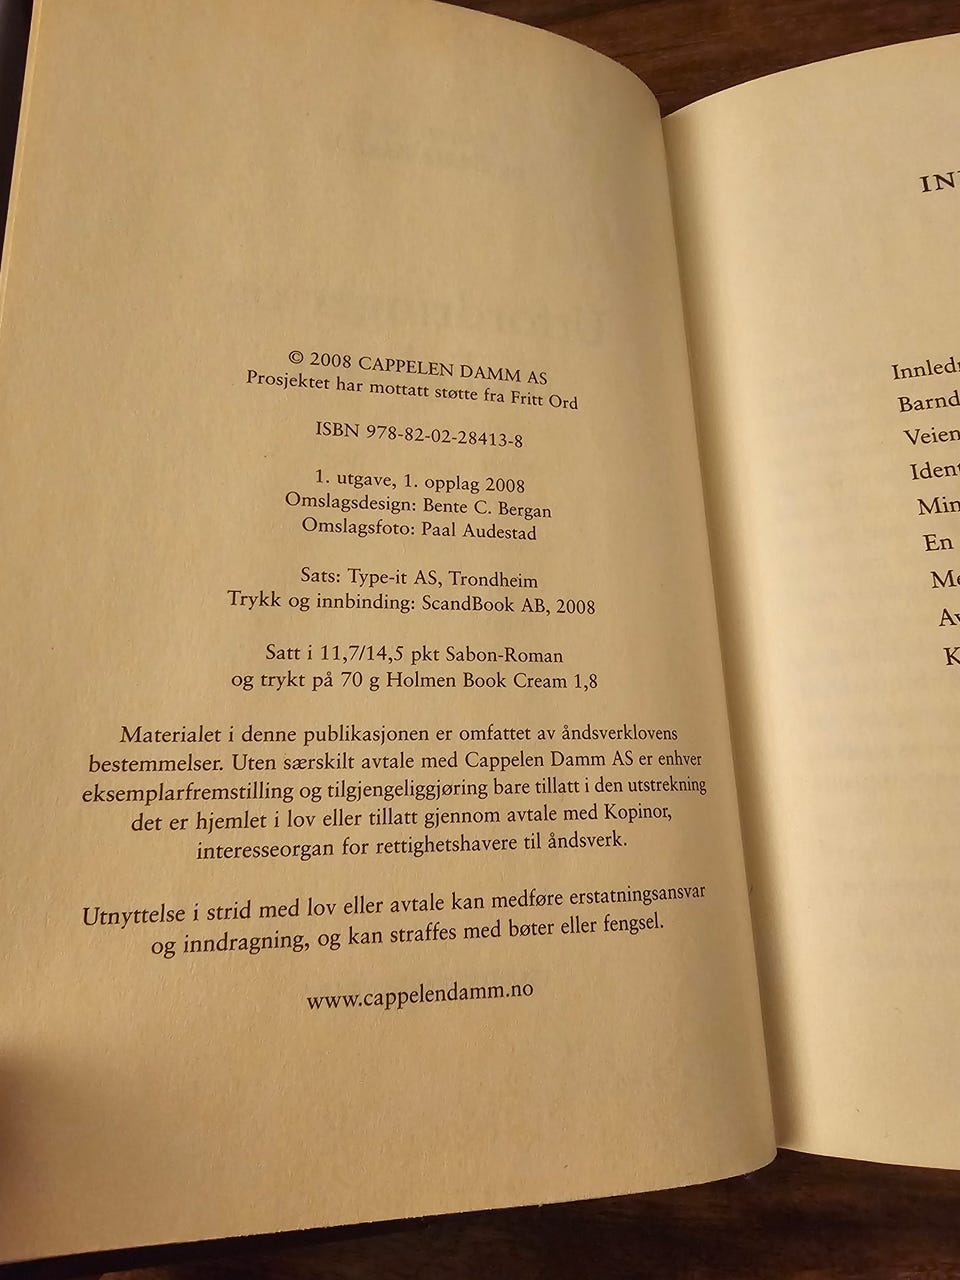 © 2008 CAPPELEN DAMM AS
Prosjektet har mottatt støtte fra Fritt Ord
ISBN 978-82-02-28413-8
1. utgave, 1. opplag 2008
Omslagsdesign: Bente C. Bergan
Omslagsfoto: Paal Audestad
Sats: Type-it AS, Trondheim
Trykk og innbinding: ScandBook AB, 2008
Satt i 11,7/14,5 pkt Sabon-Roman
og trykt på 70 g Holmen Book Cream 1,8
Materialet i denne publikasjonen er omfattet av åndsverklovens
bestemmelser. Uten særskilt avtale med Cappelen Damm AS er enhver
eksemplarfremstilling og tilgjengeliggjøring bare tillatt i den utstrekning
det er hjemlet i lov eller tillatt gjennom avtale med Kopinor,
interesseorgan for rettighetshavere til åndsverk.
Utnyttelse i strid med lov eller avtale kan medføre erstatningsansvar
og inndragning, og kan straffes med bøter eller fengsel.
www.cappelendamm.no
Veien
En